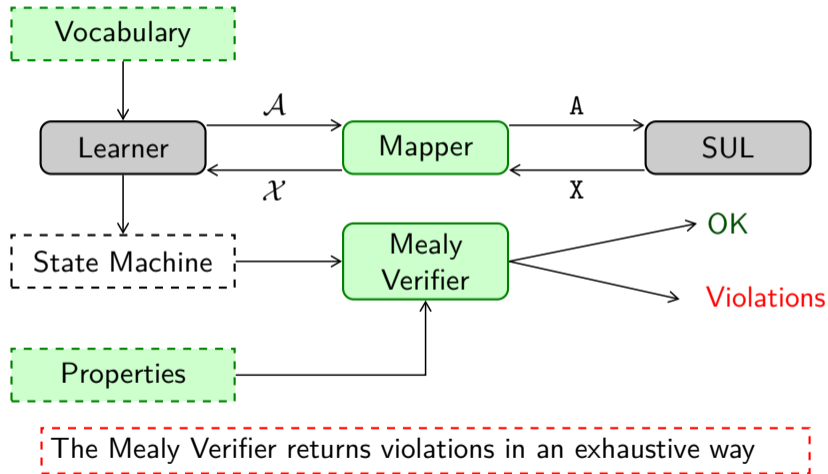 Vocabulary
𝒜
A
Learner
Mapper
SUL
𝒳
X
State Machine
Mealy
Verifier
OK
Violations
Properties
The Mealy Verifier returns violations in an exhaustive way